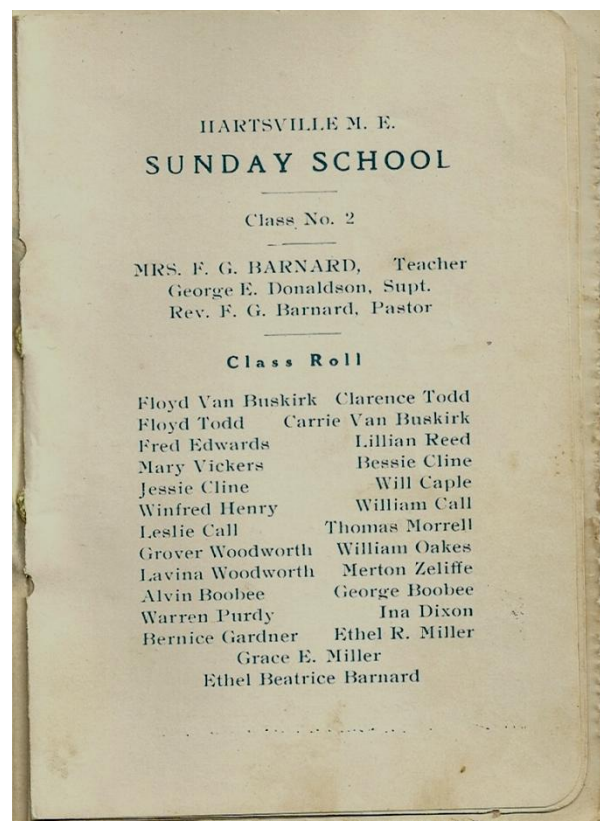 HARTSVILLE M. E.
SUNDAY SCHOOL
Class No. 2
MRS. F. G. BARNARD, Teacher
George E. Donaldson, Supt.
Rev. F. G. Barnard, Pastor
Class Roll
Floyd Van Buskirk Clarence Todd
Floyd Todd Carrie Van Buskirk
Fred Edwards Lillian Reed
Mary Vickers Bessie Cline
Jessie Cline Will Caple
Winfred Henry William Call
Leslie Call Thomas Morrell
Grover Woodworth William Oakes
Lavina Woodworth Merton Zeliffe
Alvin Boobee George Boobee
Warren Purdy Ina Dixon
Bernice Gardner Ethel R. Miller
Grace E. Miller
Ethel Beatrice Barnard